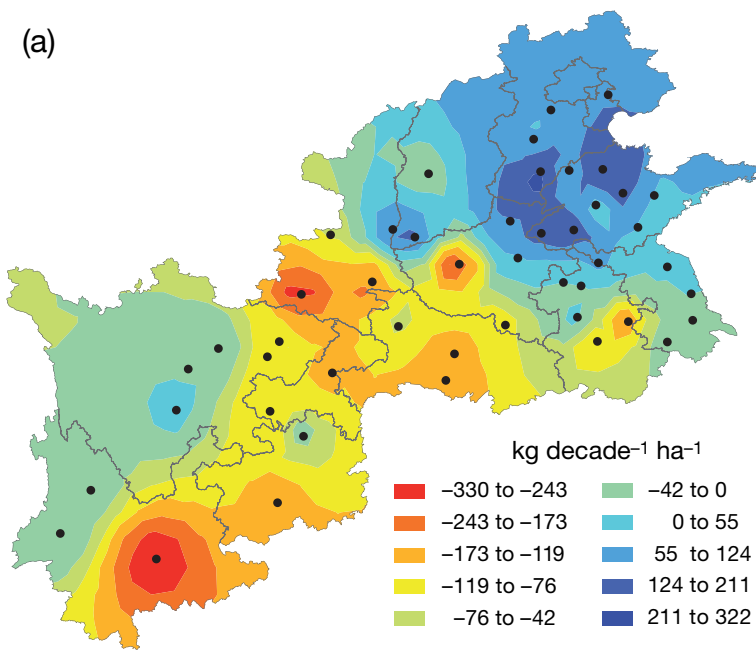 (a)
kg decade⁻¹ ha⁻¹
−330 to −243
−243 to −173
−173 to −119
−119 to −76
−76 to −42
−42 to 0
0 to 55
55 to 124
124 to 211
211 to 322